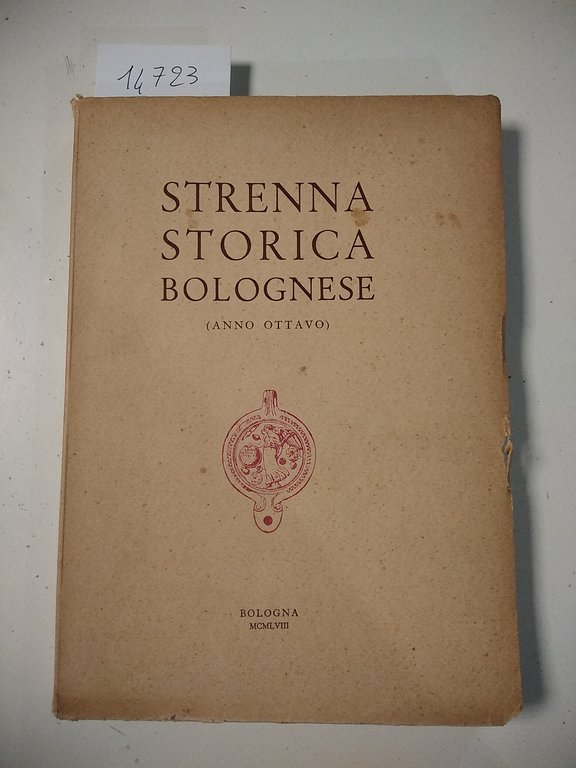 14723
STRENNA
STORICA
BOLOGNESE
(ANNO OTTAVO)
BOLOGNA
MCMLVIII